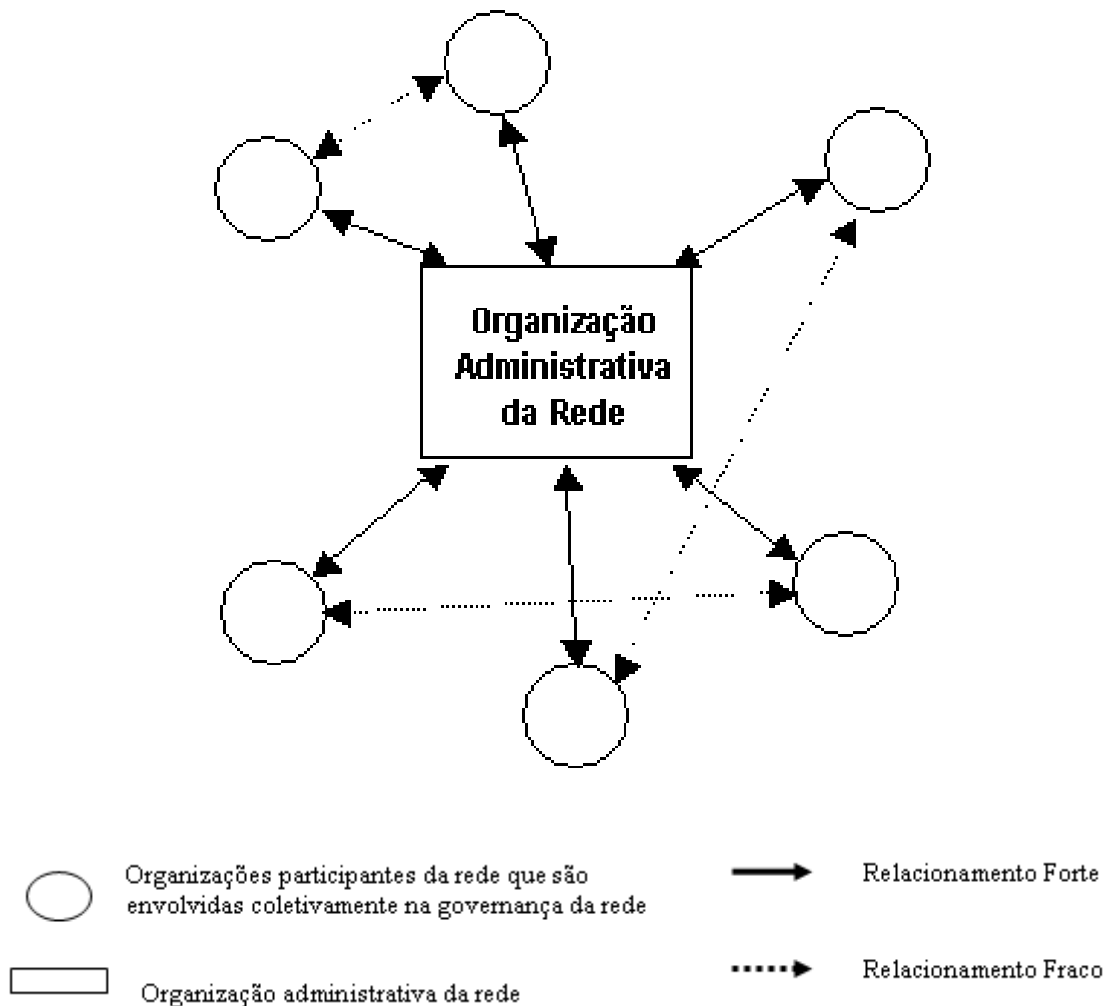 Organização
Administrativa
da Rede
Organizações participantes da rede que são
envolvidas coletivamente na governança da rede
Relacionamento Forte
Organização administrativa da rede
Relacionamento Fraco